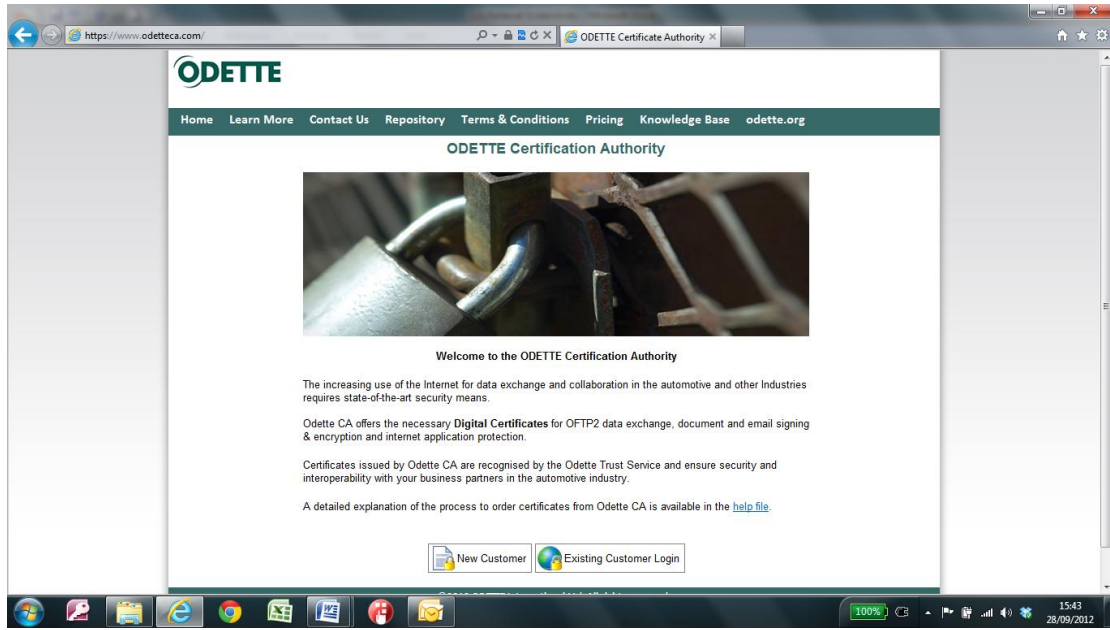 https://www.odetteca.com/
ODETTE Certificate Authority
ODETTE
Home Learn More Contact Us Repository Terms & Conditions Pricing Knowledge Base odette.org
ODETTE Certification Authority
Welcome to the ODETTE Certification Authority
The increasing use of the Internet for data exchange and collaboration in the automotive and other Industries
requires state-of-the-art security means.
Odette CA offers the necessary Digital Certificates for OFTP2 data exchange, document and email signing
& encryption and internet application protection.
Certificates issued by Odette CA are recognised by the Odette Trust Service and ensure security and
interoperability with your business partners in the automotive industry.
A detailed explanation of the process to order certificates from Odette CA is available in the help file.
New Customer Existing Customer Login
100%
15:43
28/09/2012